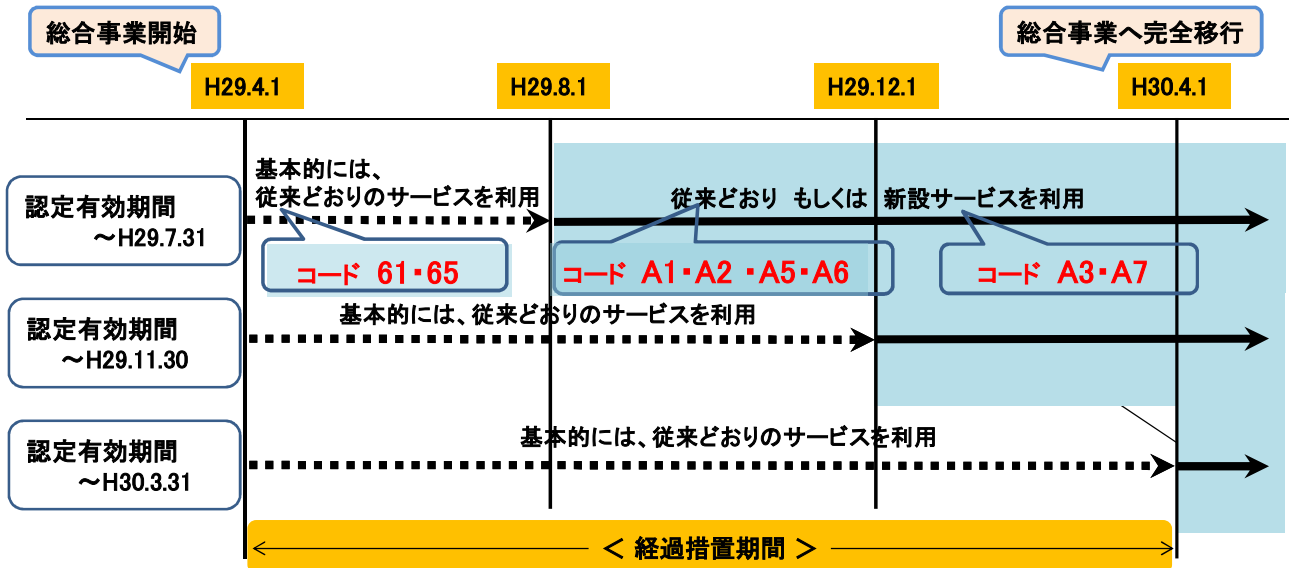 総合事業開始
総合事業へ完全移行
H29.4.1
H29.8.1
H29.12.1
H30.4.1
認定有効期間
～H29.7.31
基本的には、
従来どおりのサービスを利用
従来どおり もしくは 新設サービスを利用
コード 61・65
コード A1・A2 ・A5・A6
コード A3・A7
認定有効期間
～H29.11.30
基本的には、従来どおりのサービスを利用
認定有効期間
～H30.3.31
基本的には、従来どおりのサービスを利用
＜ 経過措置期間 ＞